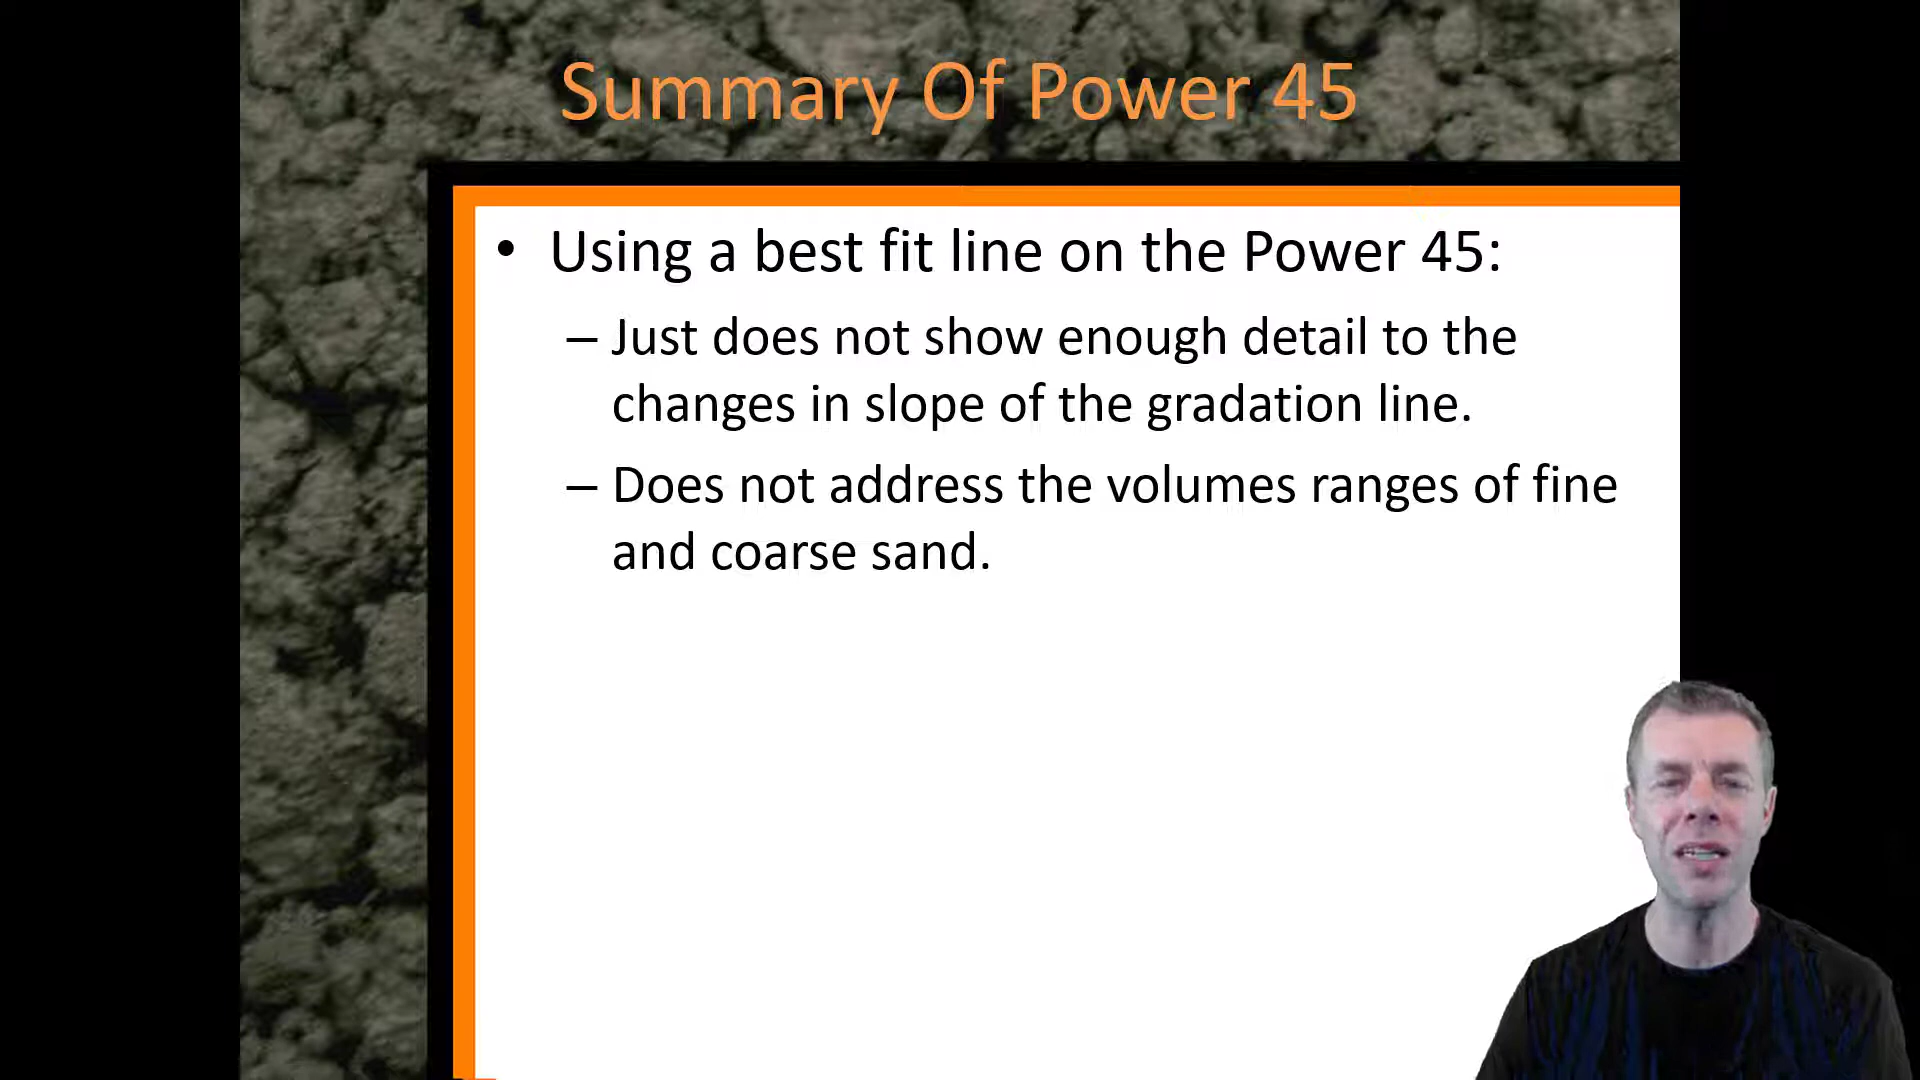 Summary Of Power 45
• Using a best fit line on the Power 45:
– Just does not show enough detail to the
changes in slope of the gradation line.
– Does not address the volumes ranges of fine
and coarse sand.